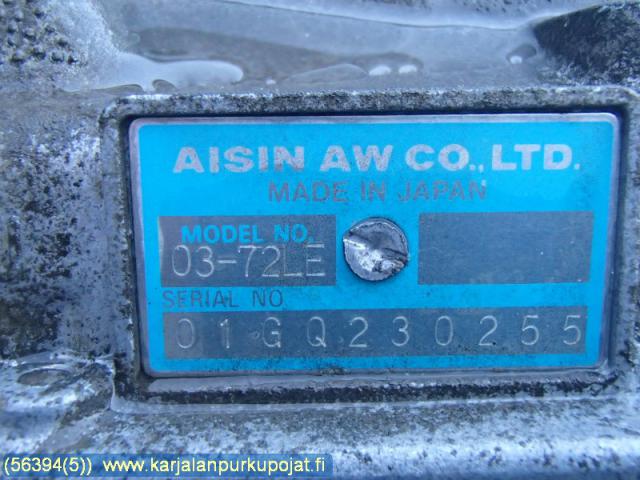 AISIN AW CO., LTD.
MADE IN JAPAN
MODEL NO.
03-72LE
SERIAL NO
01GQ230255
(56394(5)) www.karjalanpurkupojat.fi